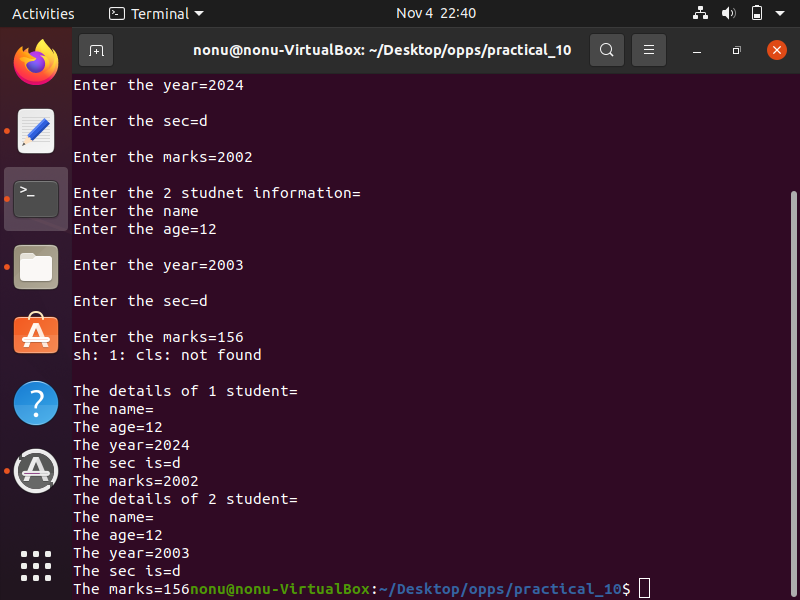 Activities Terminal Nov 4 22:40
nonu@nonu-VirtualBox: ~/Desktop/opps/practical_10
Enter the year=2024
Enter the sec=d
Enter the marks=2002
Enter the 2 studnet information=
Enter the name
Enter the age=12
Enter the year=2003
Enter the sec=d
Enter the marks=156
sh: 1: cls: not found
The details of 1 student=
The name=
The age=12
The year=2024
The sec is=d
The marks=2002
The details of 2 student=
The name=
The age=12
The year=2003
The sec is=d
The marks=156nonu@nonu-VirtualBox:~/Desktop/opps/practical_10$